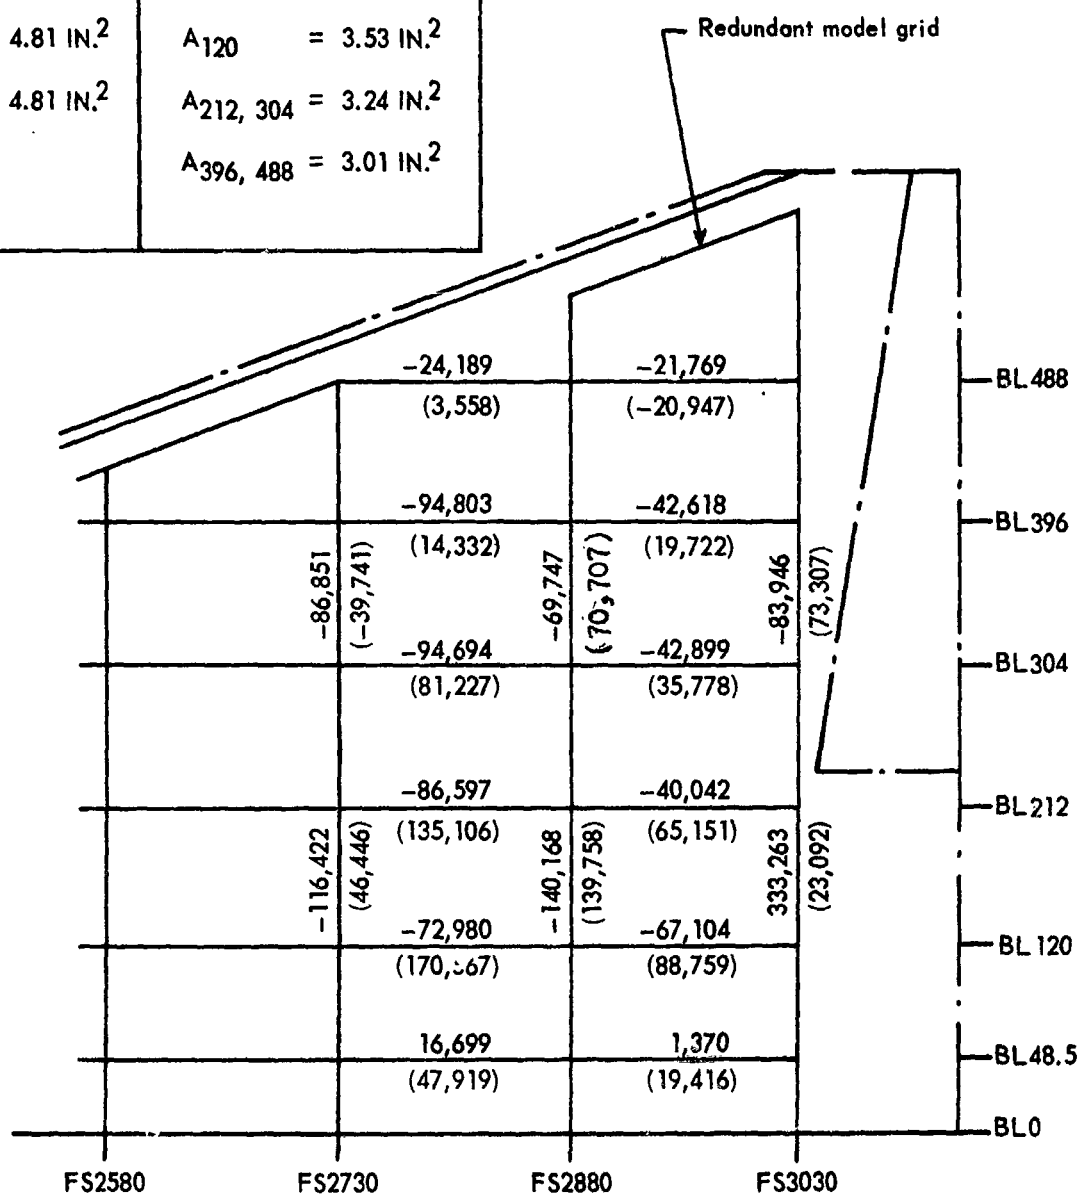 4.81 IN.² A120 = 3.53 IN.²
4.81 IN.² A212, 304 = 3.24 IN.²
A396, 488 = 3.01 IN.²
Redundant model grid
-24,189 -21,769 BL488
(3,558) (-20,947)
-94,803 -42,618 BL396
(14,332) (19,722)
-86,851
(-39,741)
-69,747
(70,707)
-83,946
(73,307)
-94,694 -42,899 BL304
(81,227) (35,778)
-86,597 -40,042 BL212
(135,106) (65,151)
-116,422
(46,446)
-140,168
(139,758)
333,263
(23,092)
-72,980 -67,104 BL120
(88,759)
16,699 1,370 BL48.5
(47,919) (19,416)
BL0
FS2580 FS2730 FS2880 FS3030